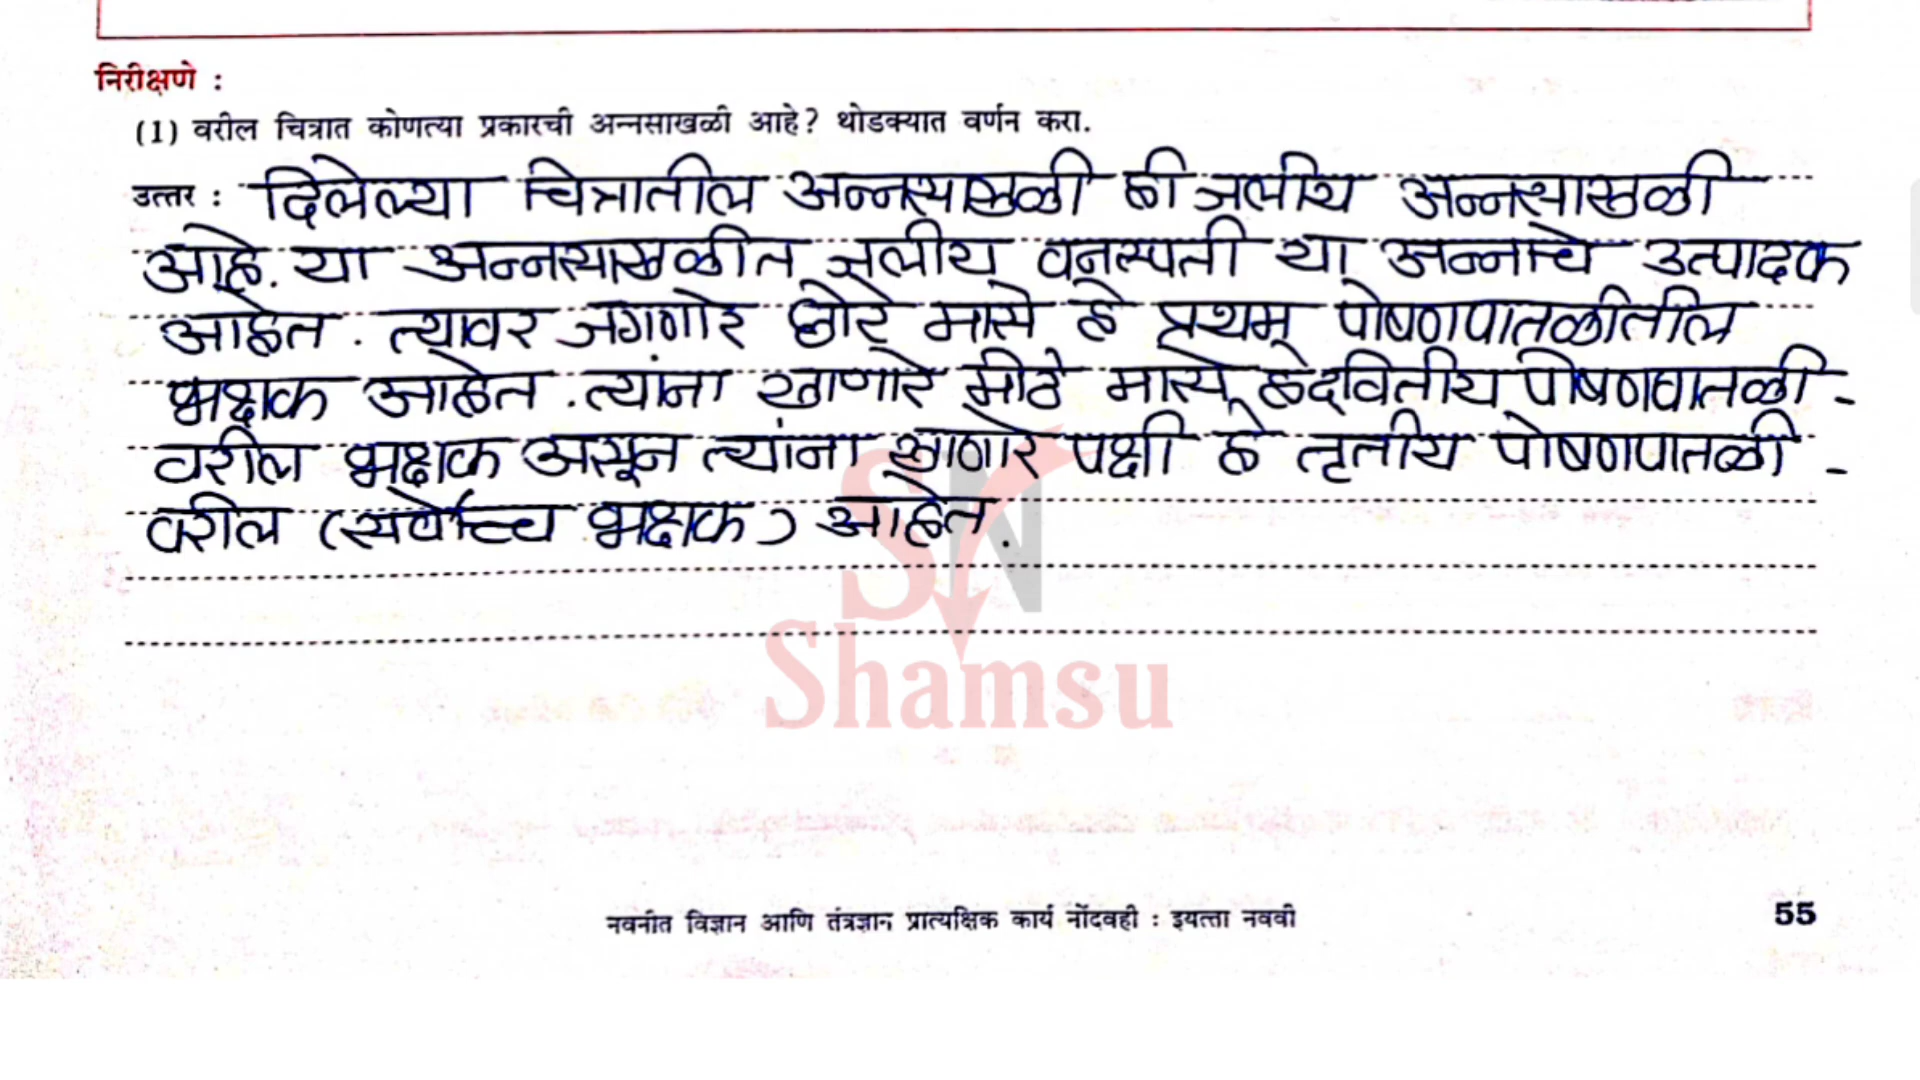 निरीक्षणे :
(1) वरील चित्रात कोणत्या प्रकारची अन्नसाखळी आहे? थोडक्यात वर्णन करा.
उत्तर : दिलेल्या चित्रातील अन्नसाखळी ही जलीय अन्नसाखळी
आहे. या अन्नसाखळीत जलीय वनस्पती या अन्नाचे उत्पादक
आहेत. त्यावर जगणारे छोटे मासे हे प्रथम पोषणपातळीतील
भक्षक आहेत. त्यांना खाणारे मोठे मासे हे द्वितीय पोषणपातळी -
वरील भक्षक असून त्यांना खाणारे पक्षी हे तृतीय पोषणपातळी -
वरील (सर्वोच्च भक्षक) आहेत.
SN
Shamsu
नवनीत विज्ञान आणि तंत्रज्ञान प्रात्यक्षिक कार्य नोंदवही : इयत्ता नववी 55